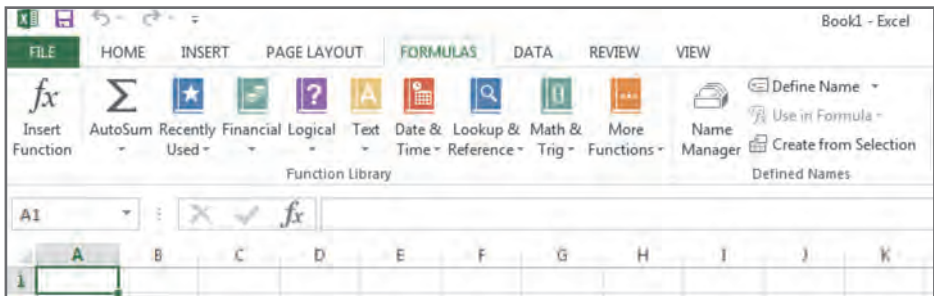 Book1 - Excel
FILE HOME INSERT PAGE LAYOUT FORMULAS DATA REVIEW VIEW
fx Σ ? A θ Define Name
Use in Formula
Insert AutoSum Recently Financial Logical Text Date & Lookup & Math & More Name
Function Used Time Reference Trig Functions Manager Create from Selection
Function Library Defined Names
A1 fx
A B C D E F G H I J K
1